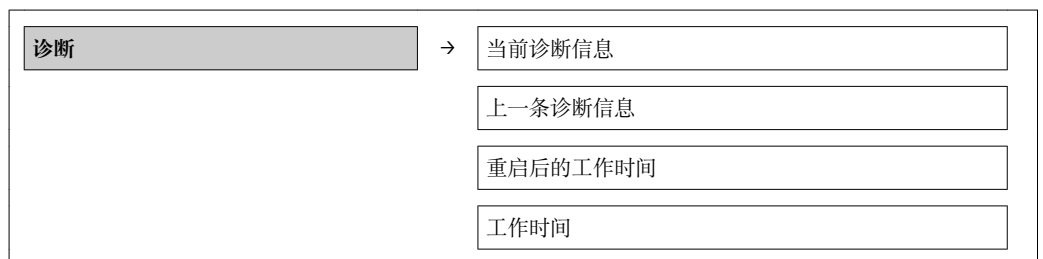 诊断 → 当前诊断信息
上一条诊断信息
重启后的工作时间
工作时间